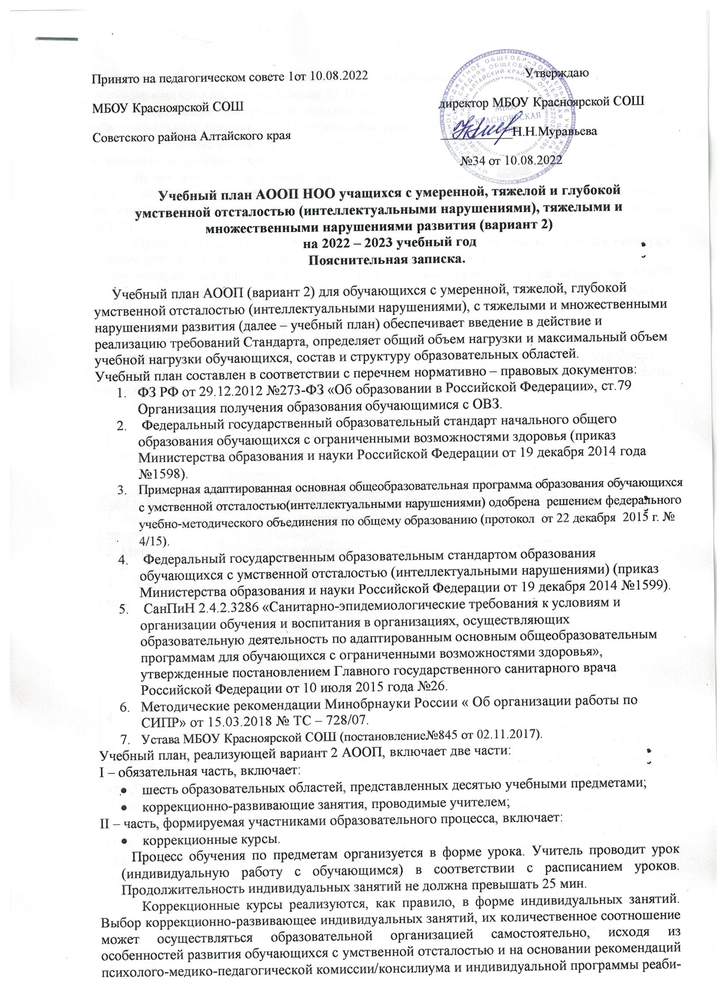 Принято на педагогическом совете 1от 10.08.2022
МБОУ Красноярской СОШ
Советского района Алтайского края
Утверждаю
директор МБОУ Красноярской СОШ
Н.Н.Муравьева
№34 от 10.08.2022
МБОУ
КРАСНОЯРСКАЯ
СОШ
Учебный план АООП НОО учащихся с умеренной, тяжелой и глубокой
умственной отсталостью (интеллектуальными нарушениями), тяжелыми и
множественными нарушениями развития (вариант 2)
на 2022 – 2023 учебный год
Пояснительная записка.
Учебный план АООП (вариант 2) для обучающихся с умеренной, тяжелой, глубокой
умственной отсталостью (интеллектуальными нарушениями), с тяжелыми и множественными
нарушениями развития (далее – учебный план) обеспечивает введение в действие и
реализацию требований Стандарта, определяет общий объем нагрузки и максимальный объем
учебной нагрузки обучающихся, состав и структуру образовательных областей.
Учебный план составлен в соответствии с перечнем нормативно – правовых документов:
1. ФЗ РФ от 29.12.2012 №273-ФЗ «Об образовании в Российской Федерации», ст.79
Организация получения образования обучающимися с ОВЗ.
2. Федеральный государственный образовательный стандарт начального общего
образования обучающихся с ограниченными возможностями здоровья (приказ
Министерства образования и науки Российской Федерации от 19 декабря 2014 года
№1598).
3. Примерная адаптированная основная общеобразовательная программа образования обучающихся
с умственной отсталостью(интеллектуальными нарушениями) одобрена решением федерального
учебно-методического объединения по общему образованию (протокол от 22 декабря 2015 г. №
4/15).
4. Федеральный государственным образовательным стандартом образования
обучающихся с умственной отсталостью (интеллектуальными нарушениями) (приказ
Министерства образования и науки Российской Федерации от 19 декабря 2014 №1599).
5. СанПиН 2.4.2.3286 «Санитарно-эпидемиологические требования к условиям и
организации обучения и воспитания в организациях, осуществляющих
образовательную деятельность по адаптированным основным общеобразовательным
программам для обучающихся с ограниченными возможностями здоровья»,
утвержденные постановлением Главного государственного санитарного врача
Российской Федерации от 10 июля 2015 года №26.
6. Методические рекомендации Минобрнауки России « Об организации работы по
СИПР» от 15.03.2018 № ТС – 728/07.
7. Устава МБОУ Красноярской СОШ (постановление№845 от 02.11.2017).
Учебный план, реализующей вариант 2 АООП, включает две части:
I – обязательная часть, включает:
• шесть образовательных областей, представленных десятью учебными предметами;
• коррекционно-развивающие занятия, проводимые учителем;
II – часть, формируемая участниками образовательного процесса, включает:
• коррекционные курсы.
Процесс обучения по предметам организуется в форме урока. Учитель проводит урок
(индивидуальную работу с обучающимся) в соответствии с расписанием уроков.
Продолжительность индивидуальных занятий не должна превышать 25 мин.
Коррекционные курсы реализуются, как правило, в форме индивидуальных занятий.
Выбор коррекционно-развивающее индивидуальных занятий, их количественное соотношение
может осуществляться образовательной организацией самостоятельно, исходя из
особенностей развития обучающихся с умственной отсталостью и на основании рекомендаций
психолого-медико-педагогической комиссии/консилиума и индивидуальной программы реаби-